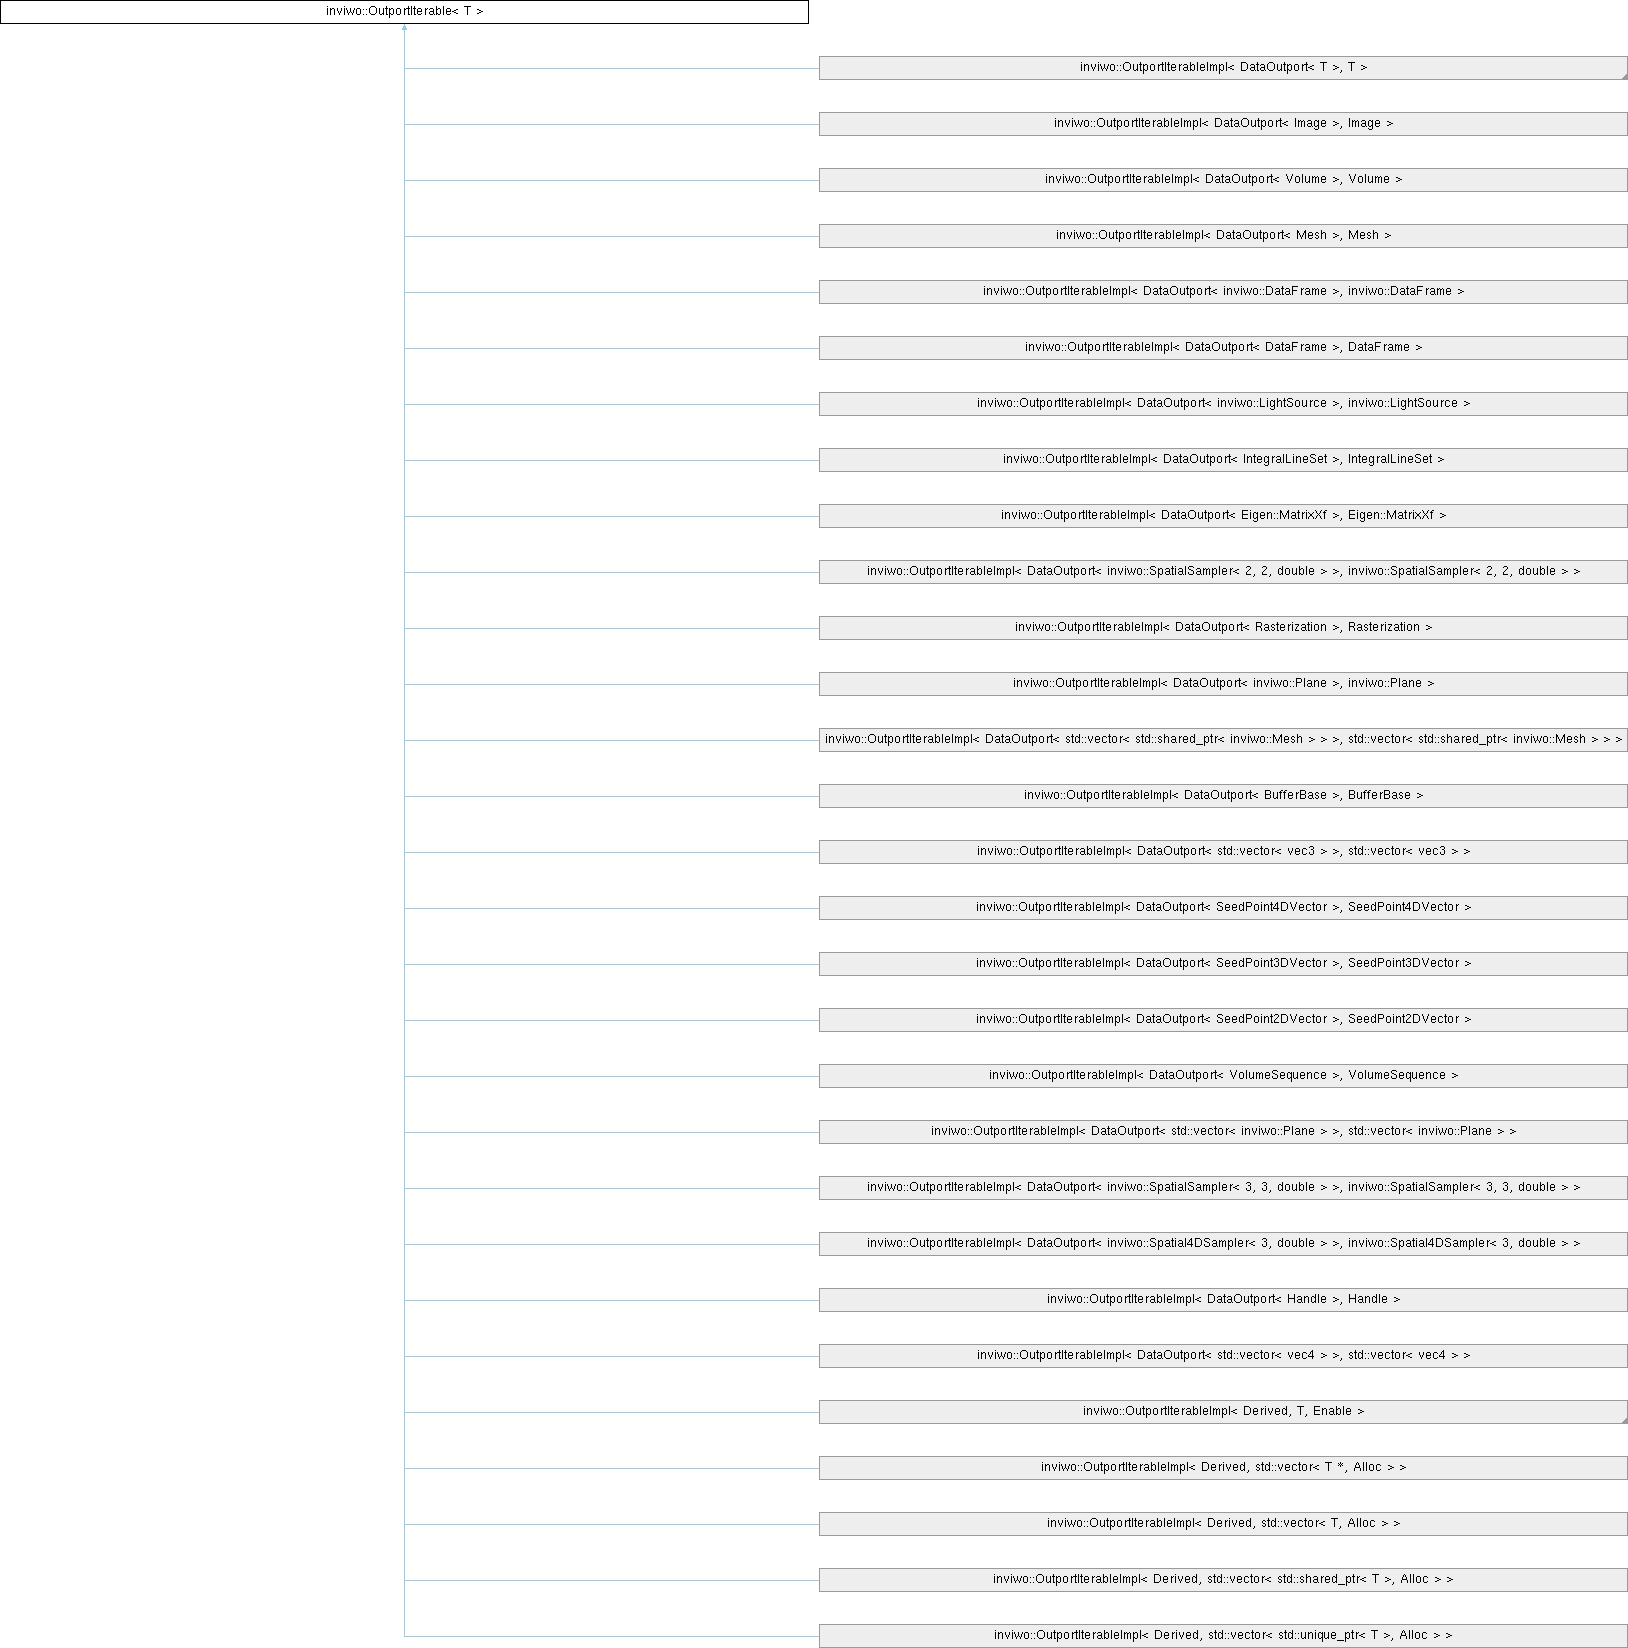 inviwo::OutportIterable< T >
inviwo::OutportIterableImpl< DataOutport< T >, T >
inviwo::OutportIterableImpl< DataOutport< Image >, Image >
inviwo::OutportIterableImpl< DataOutport< Volume >, Volume >
inviwo::OutportIterableImpl< DataOutport< Mesh >, Mesh >
inviwo::OutportIterableImpl< DataOutport< inviwo::DataFrame >, inviwo::DataFrame >
inviwo::OutportIterableImpl< DataOutport< DataFrame >, DataFrame >
inviwo::OutportIterableImpl< DataOutport< inviwo::LightSource >, inviwo::LightSource >
inviwo::OutportIterableImpl< DataOutport< IntegralLineSet >, IntegralLineSet >
inviwo::OutportIterableImpl< DataOutport< Eigen::MatrixXf >, Eigen::MatrixXf >
inviwo::OutportIterableImpl< DataOutport< inviwo::SpatialSampler< 2, 2, double > >, inviwo::SpatialSampler< 2, 2, double > >
inviwo::OutportIterableImpl< DataOutport< Rasterization >, Rasterization >
inviwo::OutportIterableImpl< DataOutport< inviwo::Plane >, inviwo::Plane >
inviwo::OutportIterableImpl< DataOutport< std::vector< std::shared_ptr< inviwo::Mesh > > >, std::vector< std::shared_ptr< inviwo::Mesh > > >
inviwo::OutportIterableImpl< DataOutport< BufferBase >, BufferBase >
inviwo::OutportIterableImpl< DataOutport< std::vector< vec3 > >, std::vector< vec3 > >
inviwo::OutportIterableImpl< DataOutport< SeedPoint4DVector >, SeedPoint4DVector >
inviwo::OutportIterableImpl< DataOutport< SeedPoint3DVector >, SeedPoint3DVector >
inviwo::OutportIterableImpl< DataOutport< SeedPoint2DVector >, SeedPoint2DVector >
inviwo::OutportIterableImpl< DataOutport< VolumeSequence >, VolumeSequence >
inviwo::OutportIterableImpl< DataOutport< std::vector< inviwo::Plane > >, std::vector< inviwo::Plane > >
inviwo::OutportIterableImpl< DataOutport< inviwo::SpatialSampler< 3, 3, double > >, inviwo::SpatialSampler< 3, 3, double > >
inviwo::OutportIterableImpl< DataOutport< inviwo::Spatial4DSampler< 3, double > >, inviwo::Spatial4DSampler< 3, double > >
inviwo::OutportIterableImpl< DataOutport< Handle >, Handle >
inviwo::OutportIterableImpl< DataOutport< std::vector< vec4 > >, std::vector< vec4 > >
inviwo::OutportIterableImpl< Derived, T, Enable >
inviwo::OutportIterableImpl< Derived, std::vector< T *, Alloc > >
inviwo::OutportIterableImpl< Derived, std::vector< T, Alloc > >
inviwo::OutportIterableImpl< Derived, std::vector< std::shared_ptr< T >, Alloc > >
inviwo::OutportIterableImpl< Derived, std::vector< std::unique_ptr< T >, Alloc > >